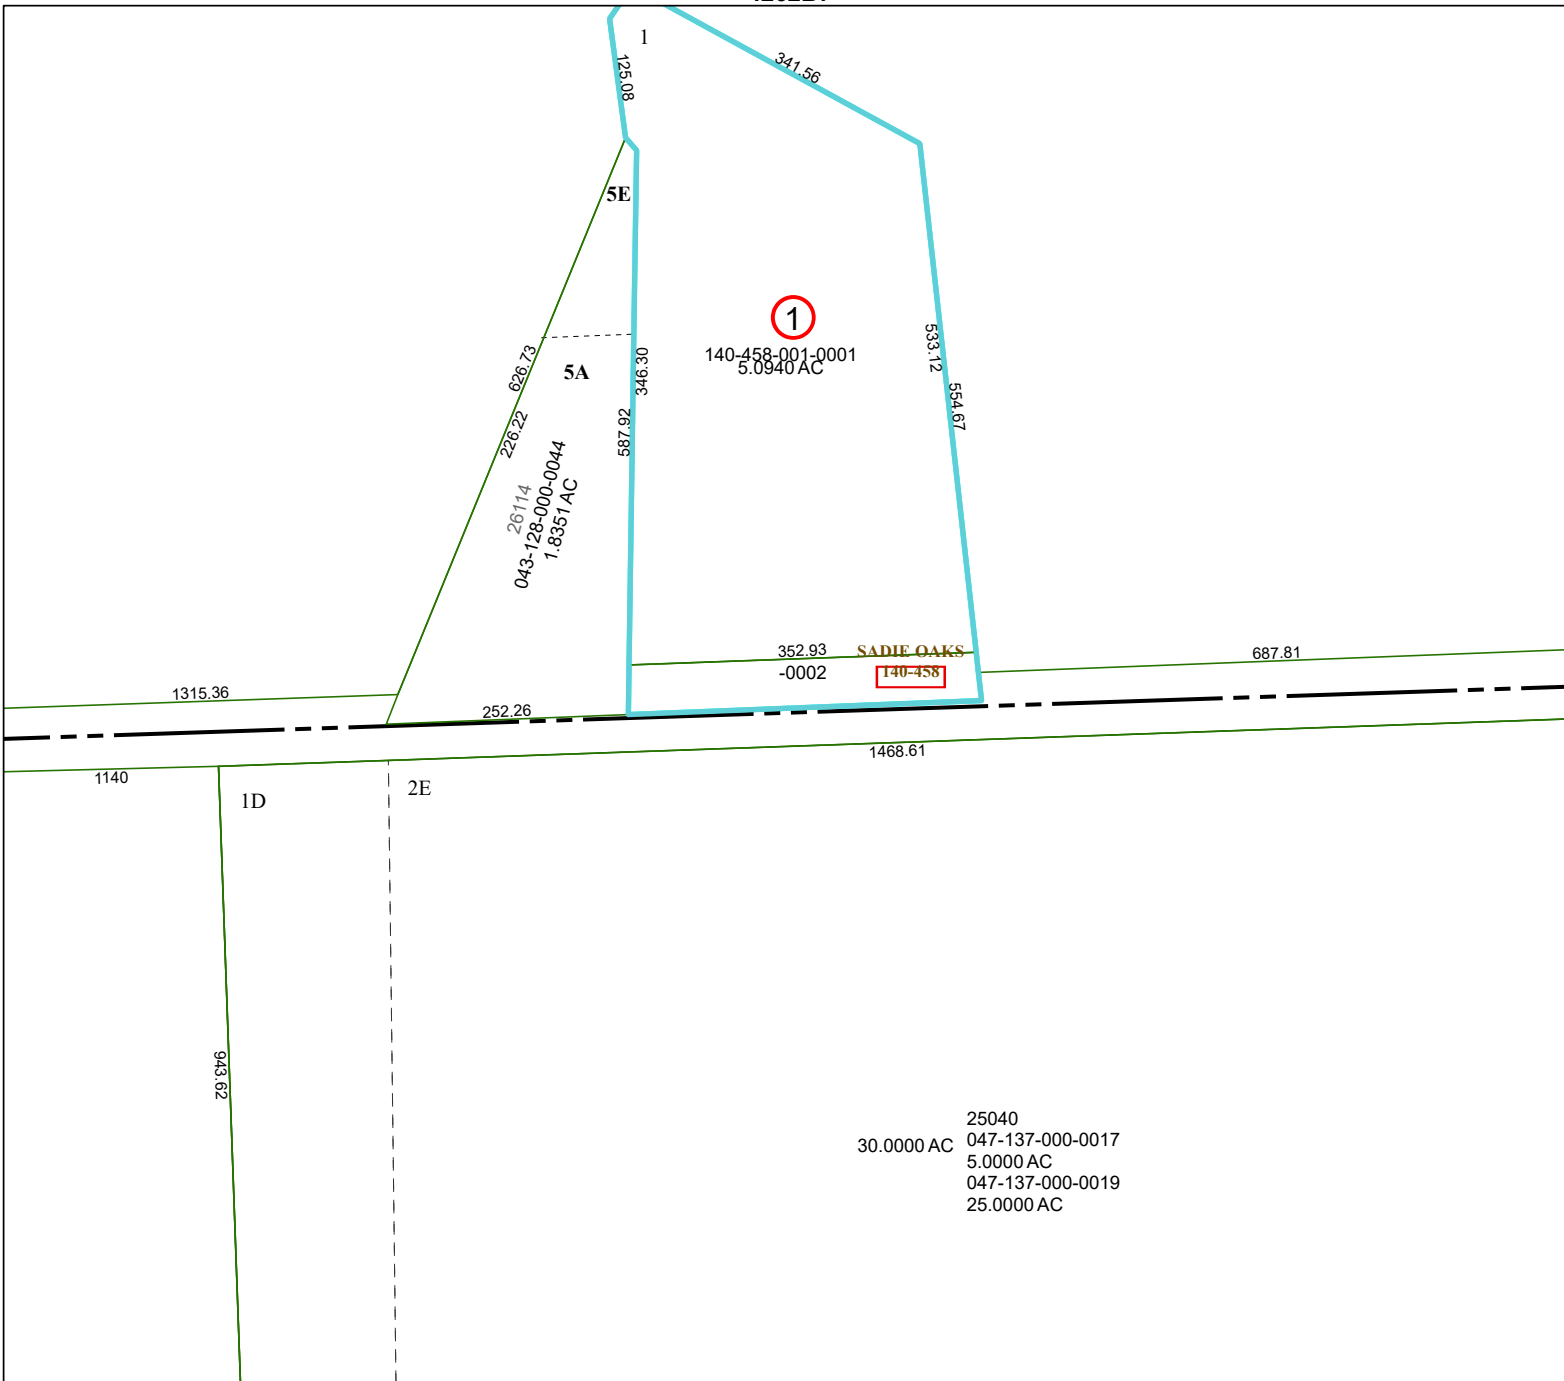 1
341.56
125.08
5E
1
140-458-001-0001
5.0940 AC
533.12
554.67
626.73
226.22
5A
346.30
587.92
26114
043-128-000-0044
1.8351 AC
352.93
SADIE OAKS
-0002
140-458
687.81
1315.36
252.26
1468.61
1140
1D
2E
943.62
30.0000 AC
25040
047-137-000-0017
5.0000 AC
047-137-000-0019
25.0000 AC